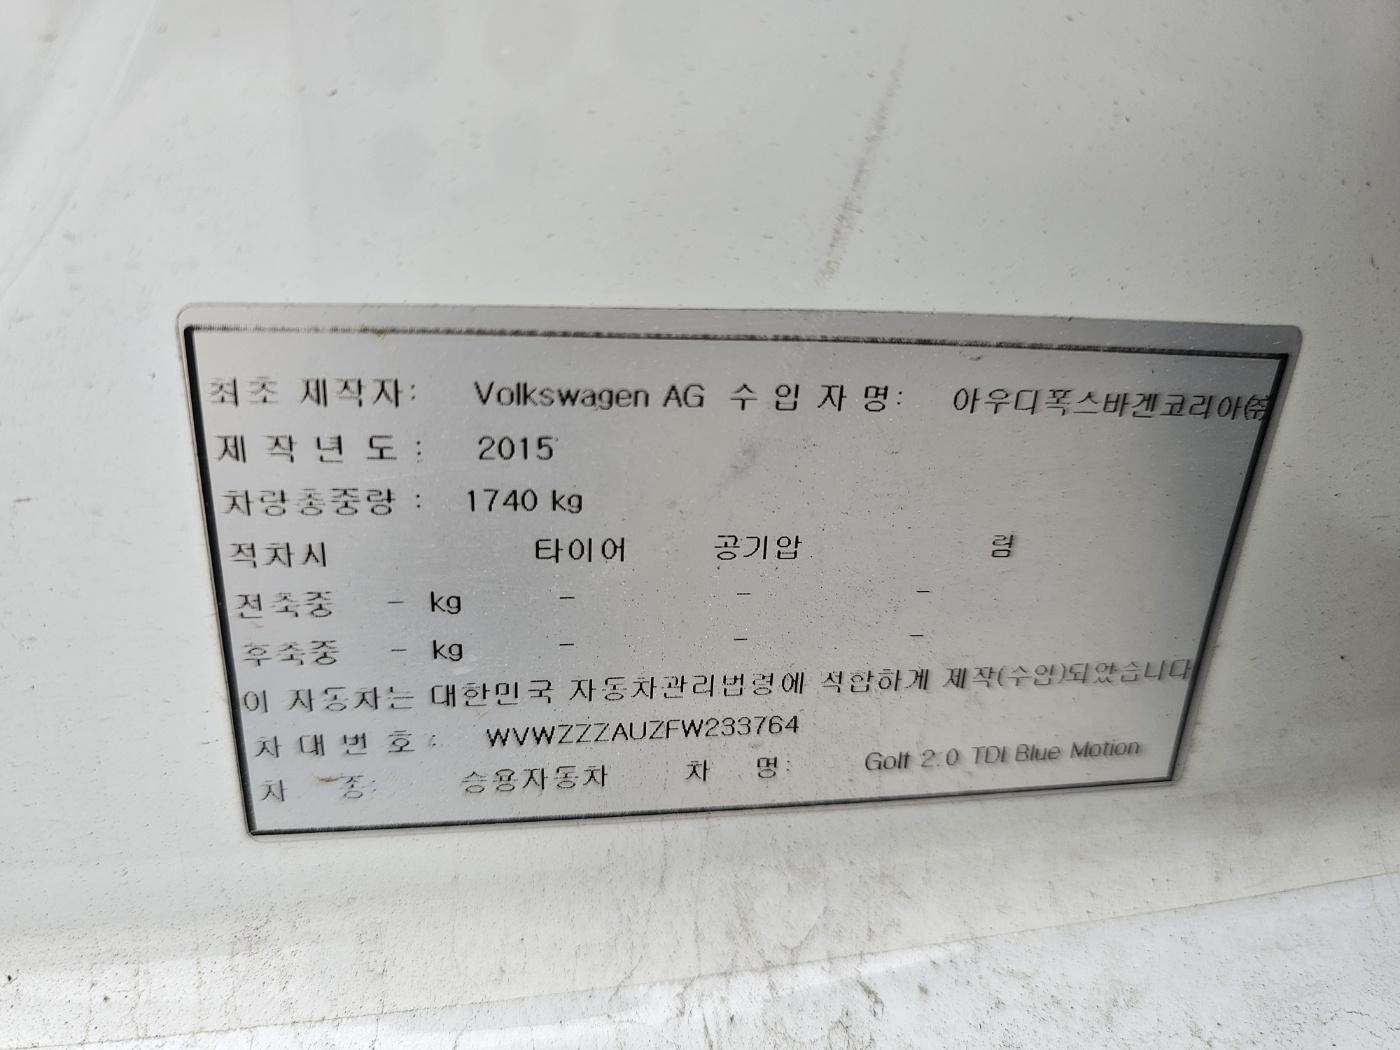 최초 제작자: Volkswagen AG 수 입 자 명: 아우디폭스바겐코리아㈜
제 작 년 도 : 2015
차량총중량 : 1740 kg
적차시 타이어 공기압 림
전축중 - kg - - -
후축중 - kg - - -
이 자동차는 대한민국 자동차관리법령에 적합하게 제작(수입)되었습니다
차 대 번 호 : WVWZZZAUZFW233764
차 종: 승용자동차 차 명: Golf 2.0 TDI Blue Motion